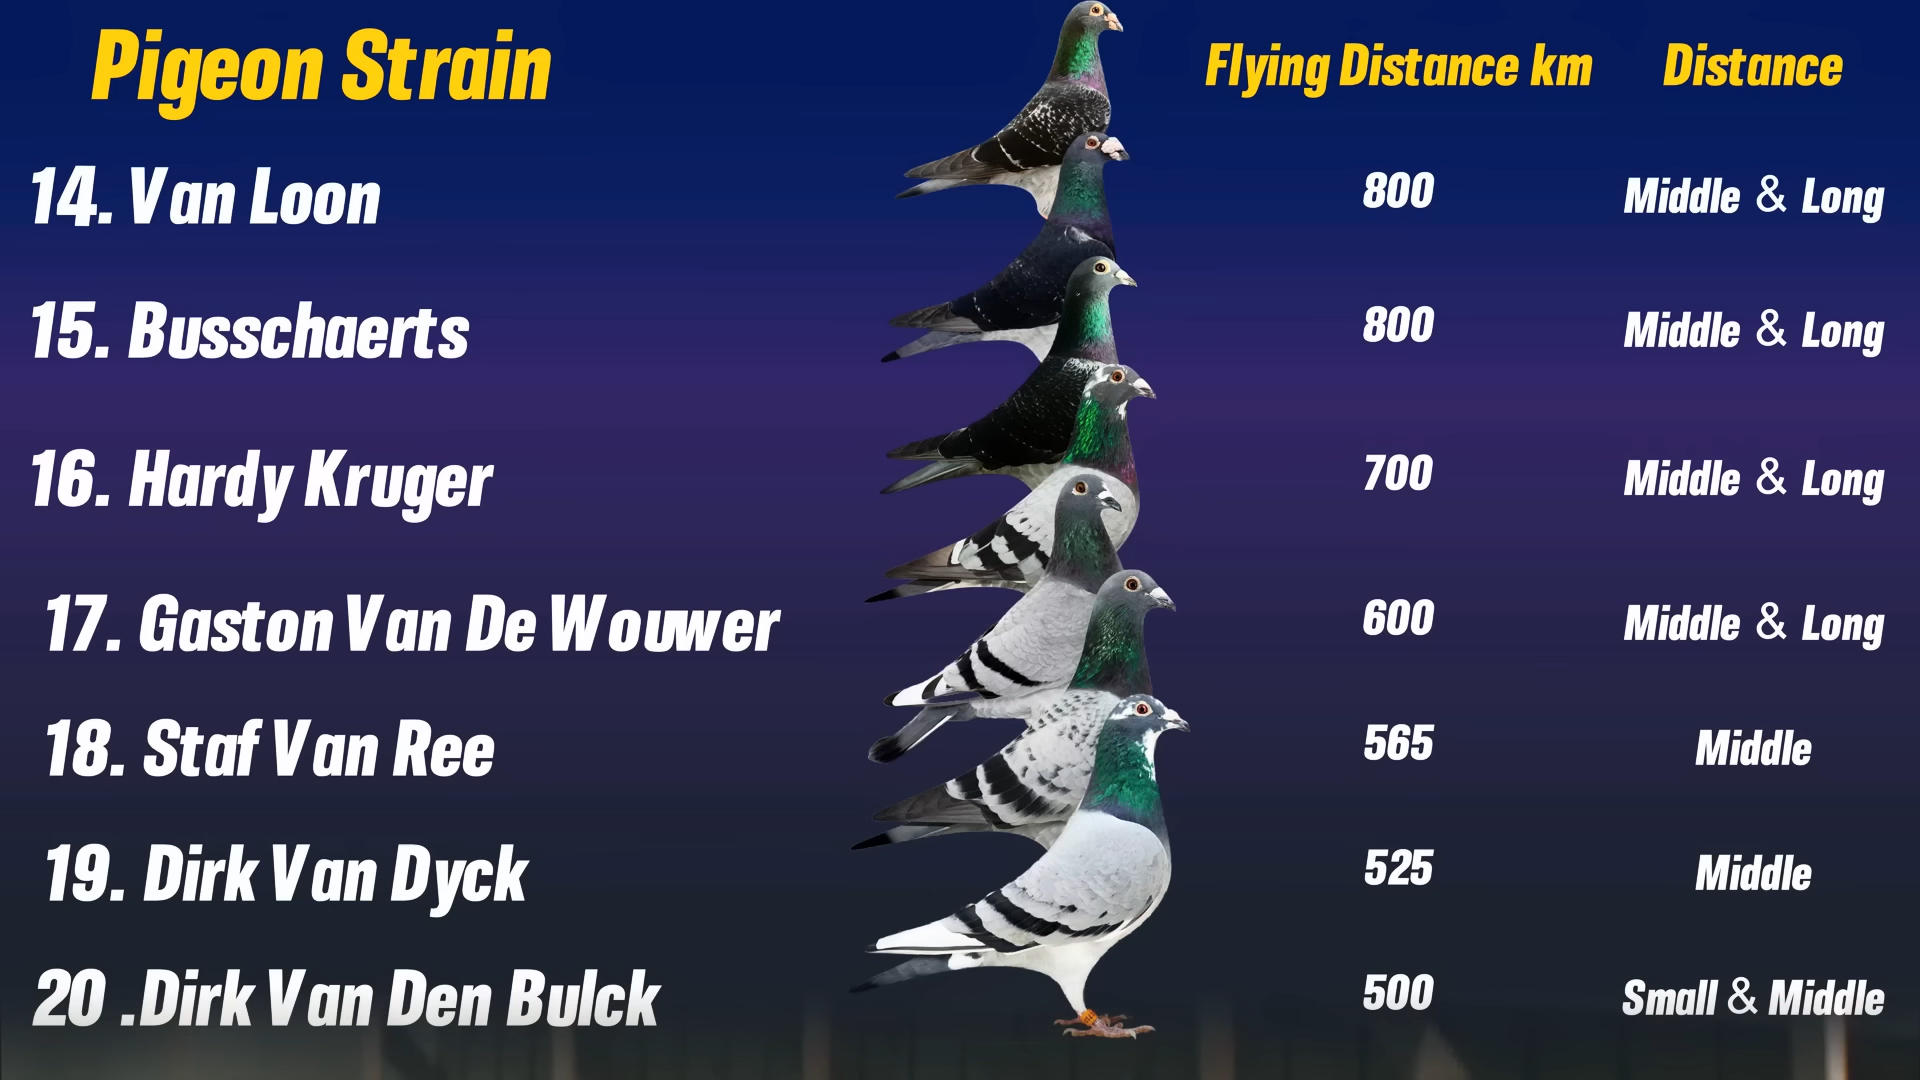 Pigeon Strain Flying Distance km Distance
14. Van Loon 800 Middle & Long
15. Busschaerts 800 Middle & Long
16. Hardy Kruger 700 Middle & Long
17. Gaston Van De Wouwer 600 Middle & Long
18. Staf Van Ree 565 Middle
19. Dirk Van Dyck 525 Middle
20 .Dirk Van Den Bulck 500 Small & Middle